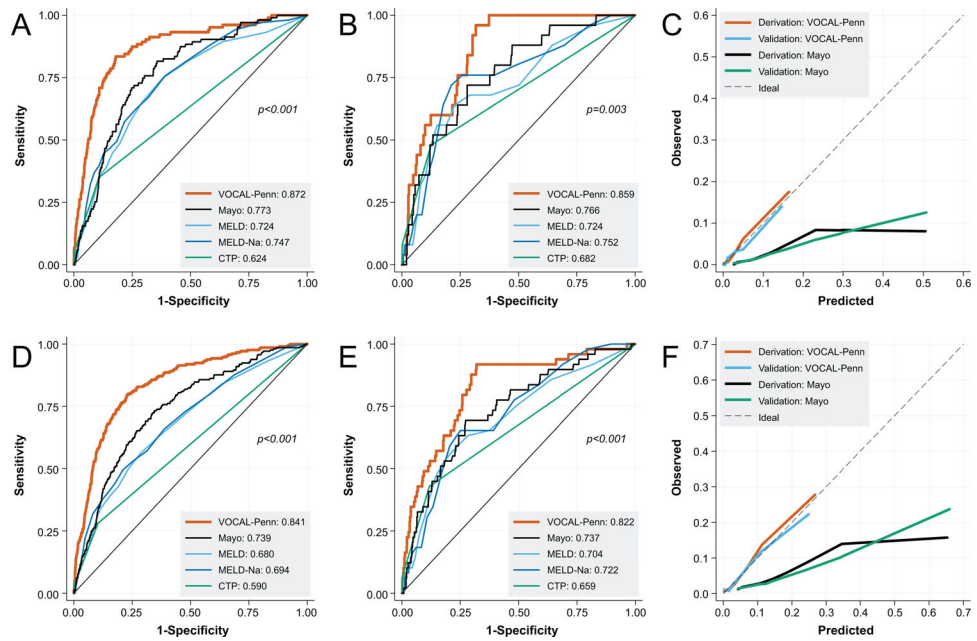 A
1.00
0.75
0.50
0.25
0.00
Sensitivity
p<0.001
VOCAL-Penn: 0.872
Mayo: 0.773
MELD: 0.724
MELD-Na: 0.747
CTP: 0.624
0.00 0.25 0.50 0.75 1.00
1-Specificity
B
1.00
0.75
0.50
0.25
0.00
Sensitivity
p=0.003
VOCAL-Penn: 0.859
Mayo: 0.766
MELD: 0.724
MELD-Na: 0.752
CTP: 0.682
0.00 0.25 0.50 0.75 1.00
1-Specificity
C
0.6
0.5
0.4
0.3
0.2
0.1
0.0
Observed
Derivation: VOCAL-Penn
Validation: VOCAL-Penn
Derivation: Mayo
Validation: Mayo
Ideal
0.0 0.1 0.2 0.3 0.4 0.5 0.6
Predicted
D
1.00
0.75
0.50
0.25
0.00
Sensitivity
p<0.001
VOCAL-Penn: 0.841
Mayo: 0.739
MELD: 0.680
MELD-Na: 0.694
CTP: 0.590
0.00 0.25 0.50 0.75 1.00
1-Specificity
E
1.00
0.75
0.50
0.25
0.00
Sensitivity
p<0.001
VOCAL-Penn: 0.822
Mayo: 0.737
MELD: 0.704
MELD-Na: 0.722
CTP: 0.659
0.00 0.25 0.50 0.75 1.00
1-Specificity
F
0.7
0.6
0.5
0.4
0.3
0.2
0.1
0.0
Observed
Derivation: VOCAL-Penn
Validation: VOCAL-Penn
Derivation: Mayo
Validation: Mayo
Ideal
0.0 0.1 0.2 0.3 0.4 0.5 0.6 0.7
Predicted